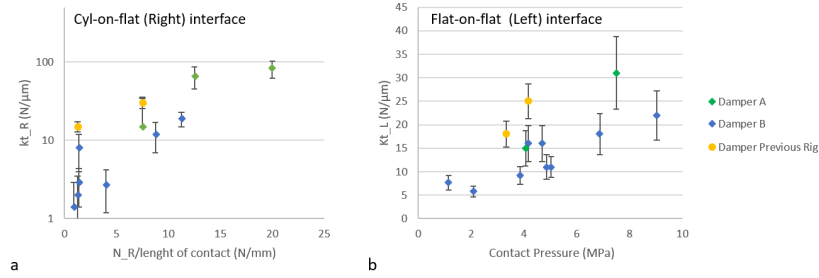 Cyl-on-flat (Right) interface
100
10
1
kt_R (N/μm)
0 5 10 15 20 25
N_R/lenght of contact (N/mm)
a
Flat-on-flat (Left) interface
45
40
35
30
25
20
15
10
5
0
Kt_L (N/μm)
0 2 4 6 8 10
Contact Pressure (MPa)
b
Damper A
Damper B
Damper Previous Rig